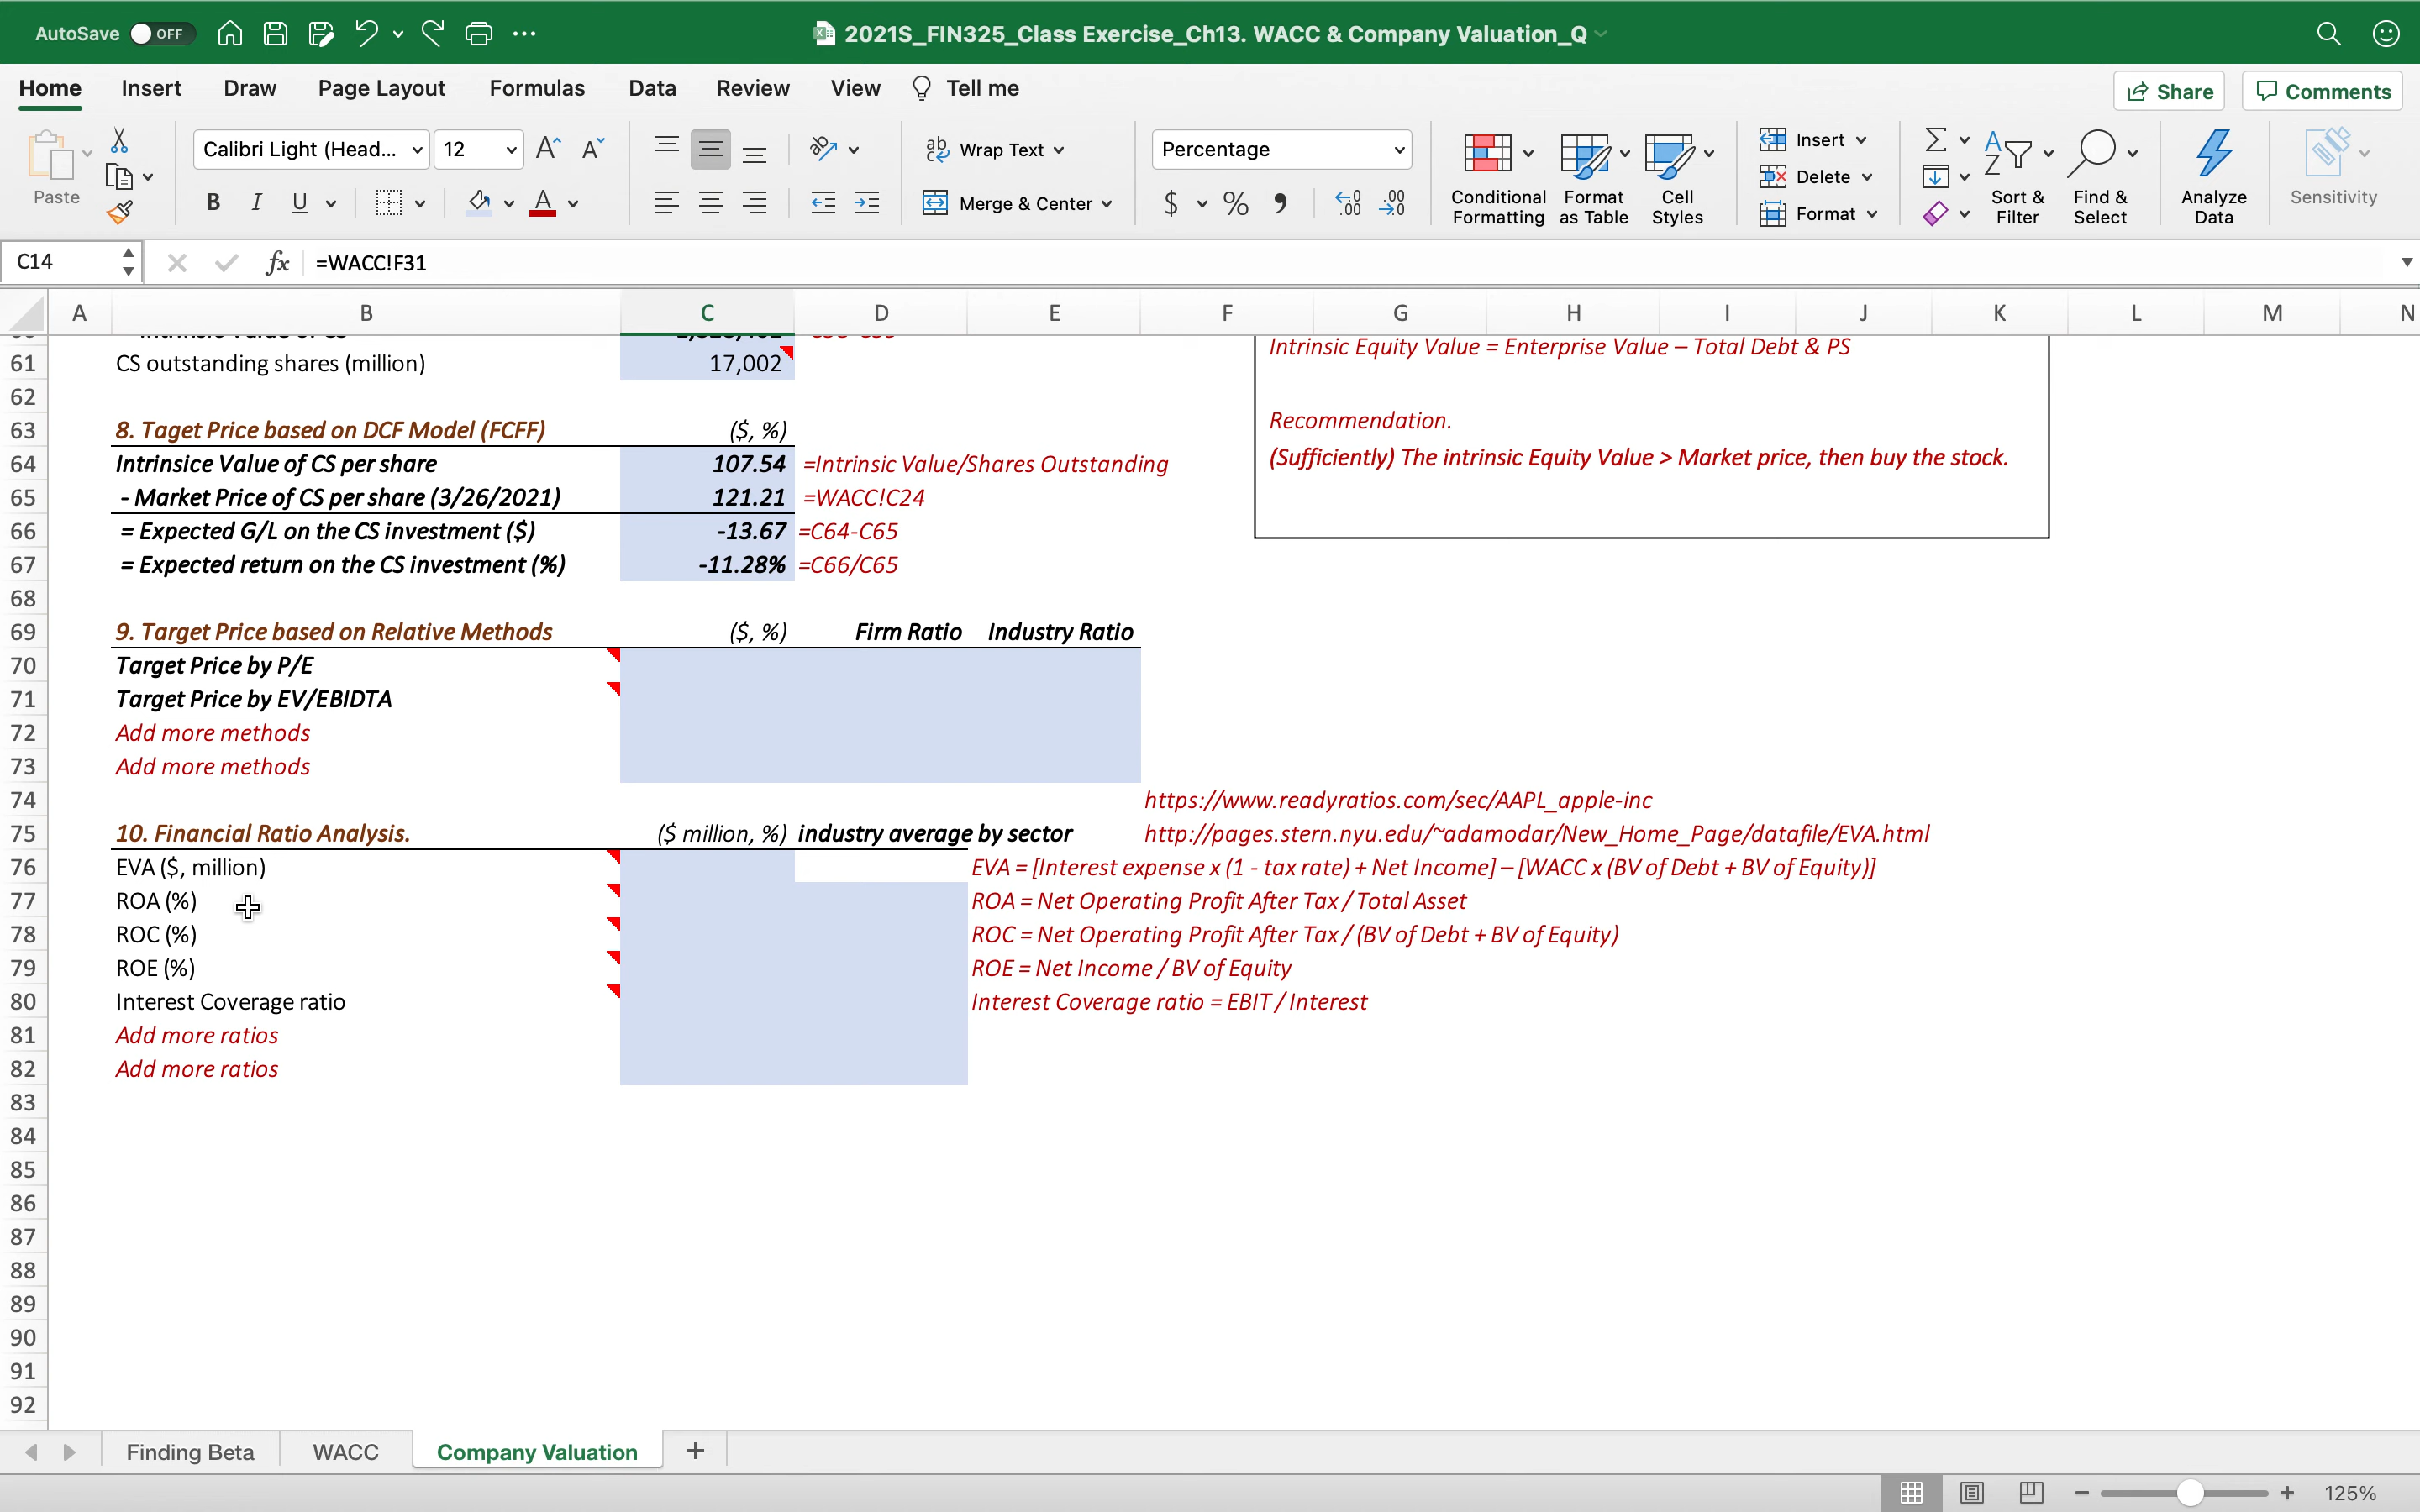 AutoSave OFF 2021S_FIN325_Class Exercise_Ch13. WACC & Company Valuation_Q
Home Insert Draw Page Layout Formulas Data Review View Tell me Share Comments
Paste Calibri Light (Head... 12 Wrap Text Percentage Insert
Merge & Center Conditional Formatting Format as Table Cell Styles Delete Format Sort & Filter Find & Select Analyze Data Sensitivity
C14 fx =WACC!F31
A B C D E F G H I J K L M N
61 CS outstanding shares (million) 17,002 Intrinsic Equity Value = Enterprise Value – Total Debt & PS
62
63 8. Taget Price based on DCF Model (FCFF) ($, %) Recommendation.
64 Intrinsice Value of CS per share 107.54 =Intrinsic Value/Shares Outstanding (Sufficiently) The intrinsic Equity Value > Market price, then buy the stock.
65 - Market Price of CS per share (3/26/2021) 121.21 =WACC!C24
66 = Expected G/L on the CS investment ($) -13.67 =C64-C65
67 = Expected return on the CS investment (%) -11.28% =C66/C65
68
69 9. Target Price based on Relative Methods ($, %) Firm Ratio Industry Ratio
70 Target Price by P/E
71 Target Price by EV/EBIDTA
72 Add more methods
73 Add more methods
74 https://www.readyratios.com/sec/AAPL_apple-inc
75 10. Financial Ratio Analysis. ($ million, %) industry average by sector http://pages.stern.nyu.edu/~adamodar/New_Home_Page/datafile/EVA.html
76 EVA ($, million) EVA = [Interest expense x (1 - tax rate) + Net Income] – [WACC x (BV of Debt + BV of Equity)]
77 ROA (%) ROA = Net Operating Profit After Tax / Total Asset
78 ROC (%) ROC = Net Operating Profit After Tax / (BV of Debt + BV of Equity)
79 ROE (%) ROE = Net Income / BV of Equity
80 Interest Coverage ratio Interest Coverage ratio = EBIT / Interest
81 Add more ratios
82 Add more ratios
83
84
85
86
87
88
89
90
91
92
Finding Beta WACC Company Valuation +
125%